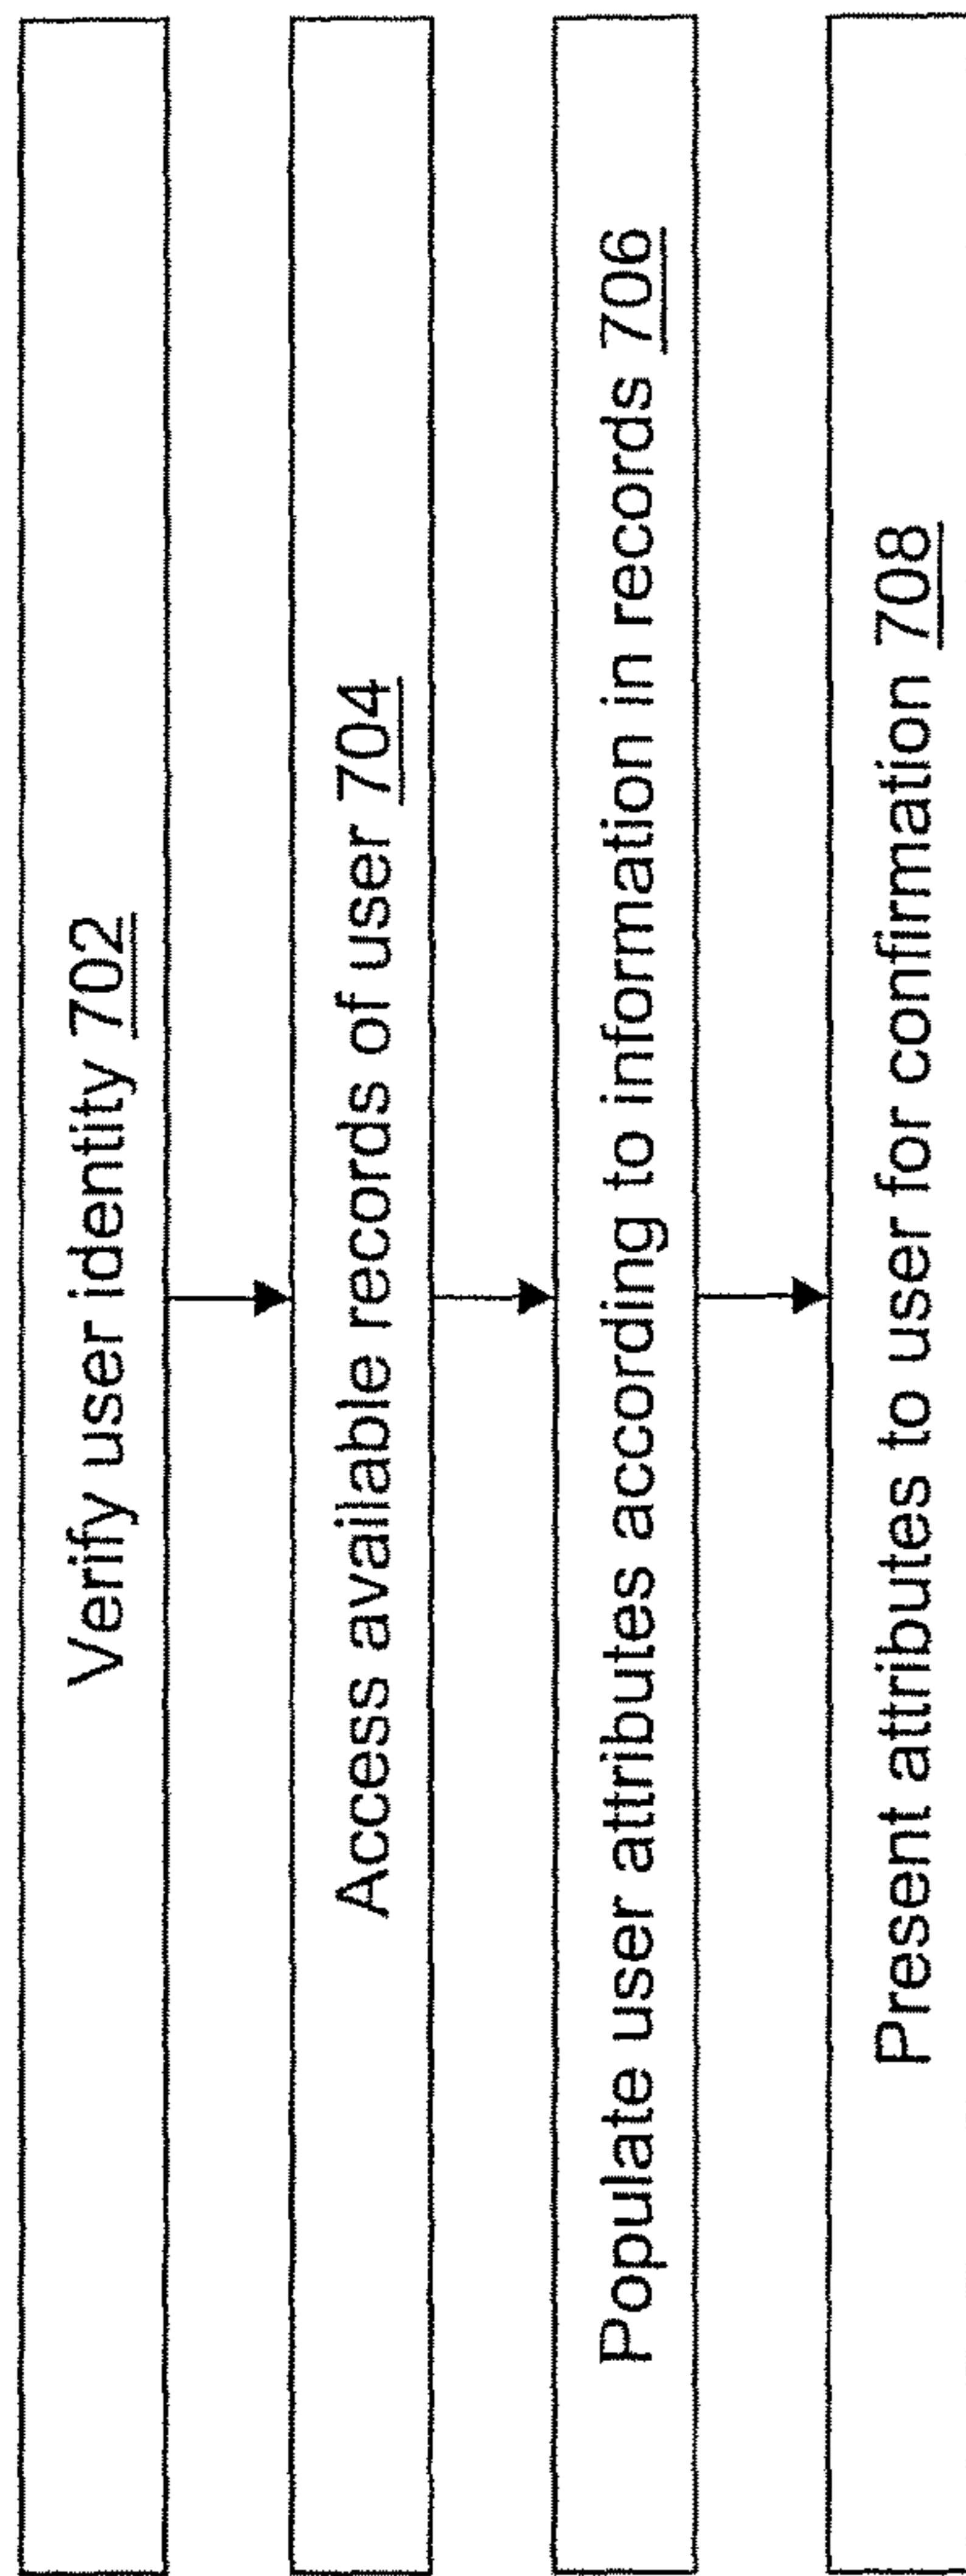 Verify user identity 702
Access available records of user 704
Populate user attributes according to information in records 706
Present attributes to user for confirmation 708